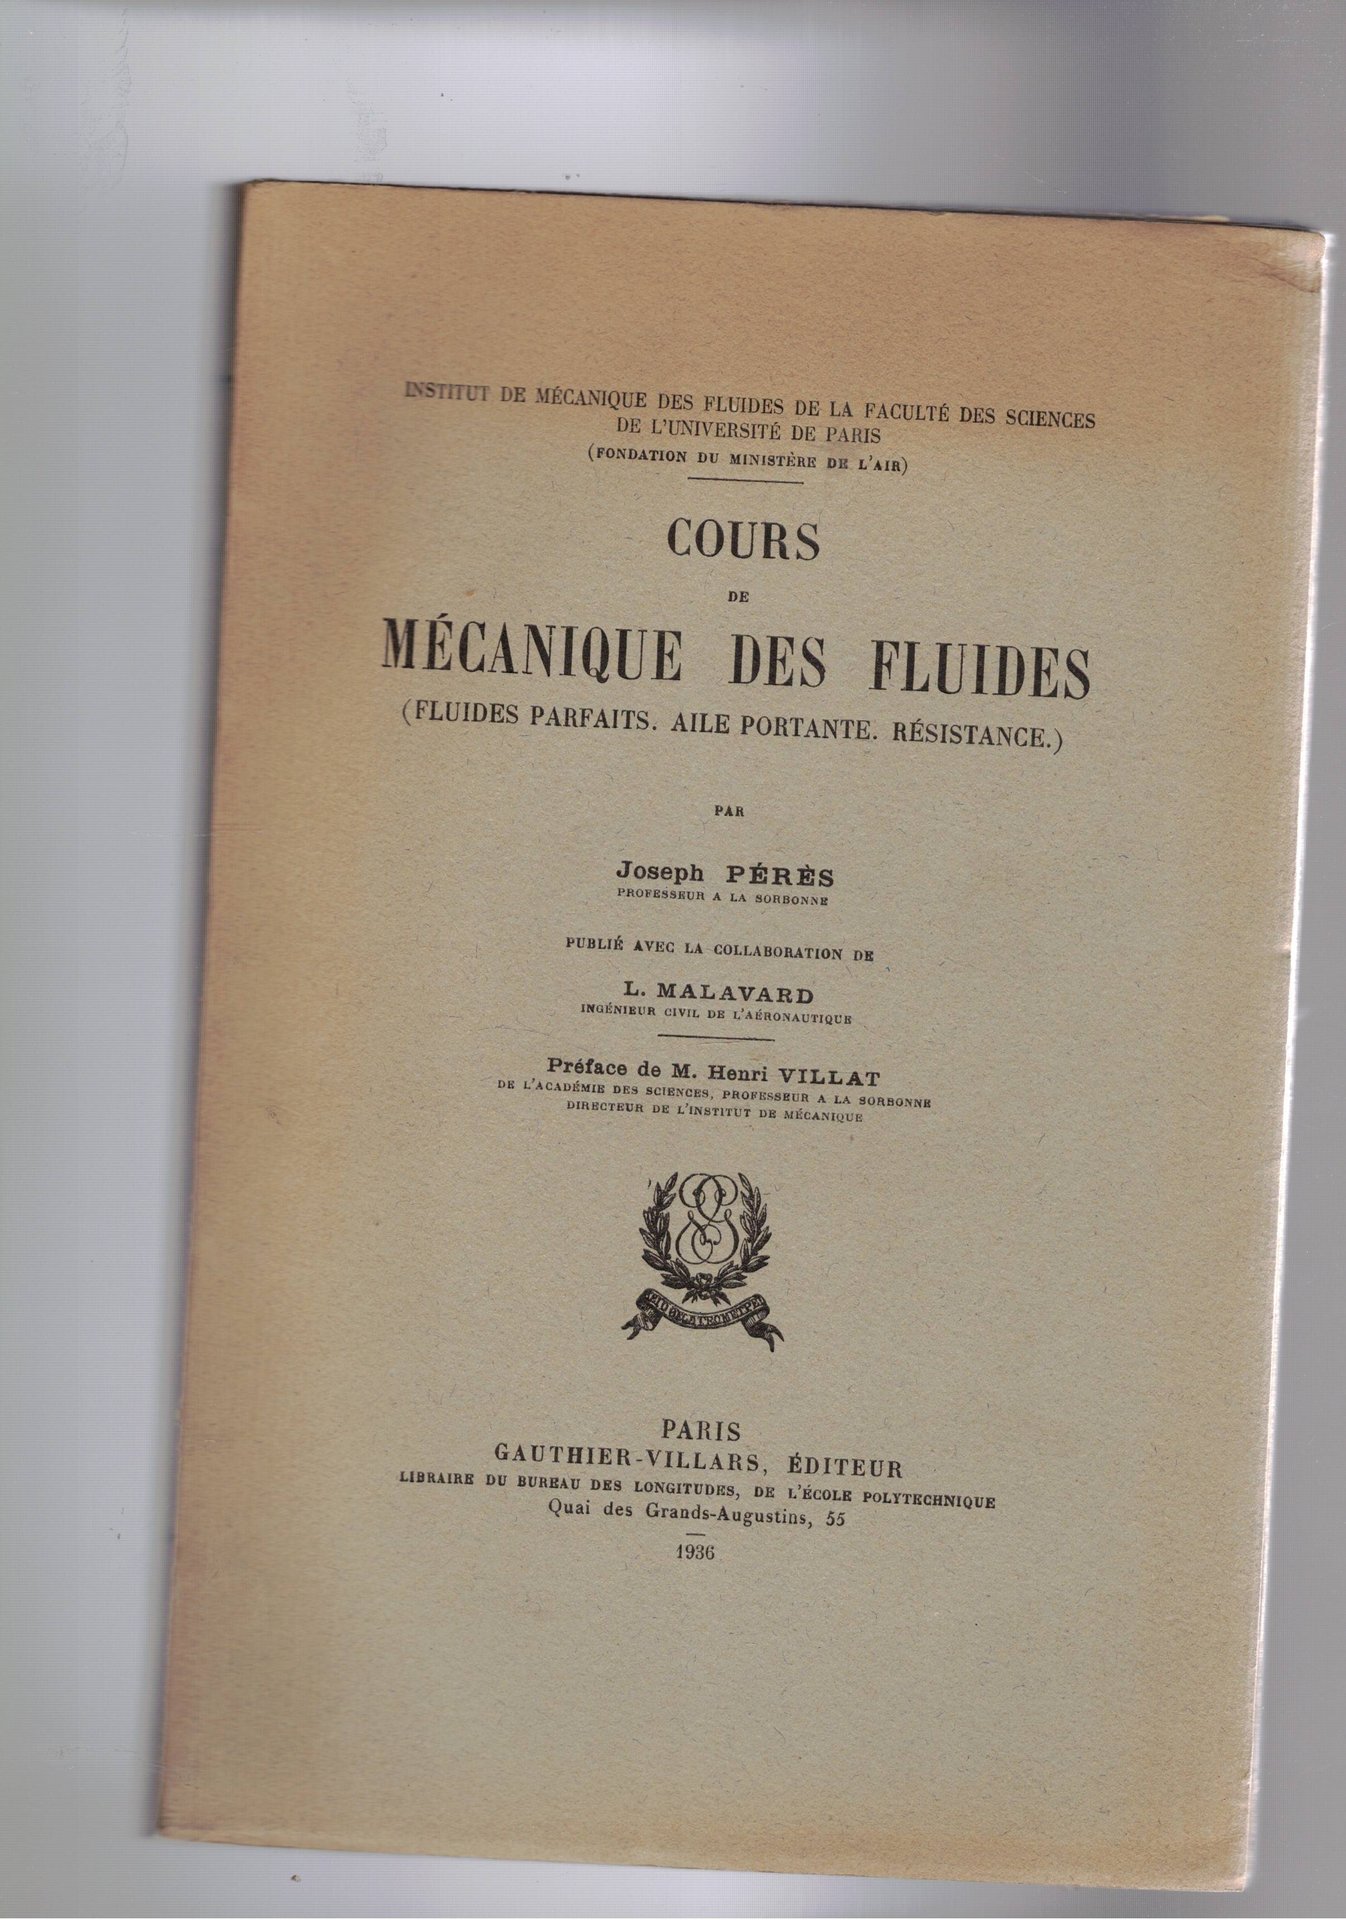 INSTITUT DE MÉCANIQUE DES FLUIDES DE LA FACULTÉ DES SCIENCES
DE L'UNIVERSITÉ DE PARIS
(FONDATION DU MINISTÈRE DE L'AIR)
COURS
DE
MÉCANIQUE DES FLUIDES
(FLUIDES PARFAITS. AILE PORTANTE. RÉSISTANCE.)
PAR
Joseph PÉRÈS
PROFESSEUR A LA SORBONNE
PUBLIÉ AVEC LA COLLABORATION DE
L. MALAVARD
INGÉNIEUR CIVIL DE L'AÉRONAUTIQUE
Préface de M. Henri VILLAT
DE L'ACADÉMIE DES SCIENCES, PROFESSEUR A LA SORBONNE
DIRECTEUR DE L'INSTITUT DE MÉCANIQUE
PARIS
GAUTHIER-VILLARS, ÉDITEUR
LIBRAIRE DU BUREAU DES LONGITUDES, DE L'ÉCOLE POLYTECHNIQUE
Quai des Grands-Augustins, 55
1936